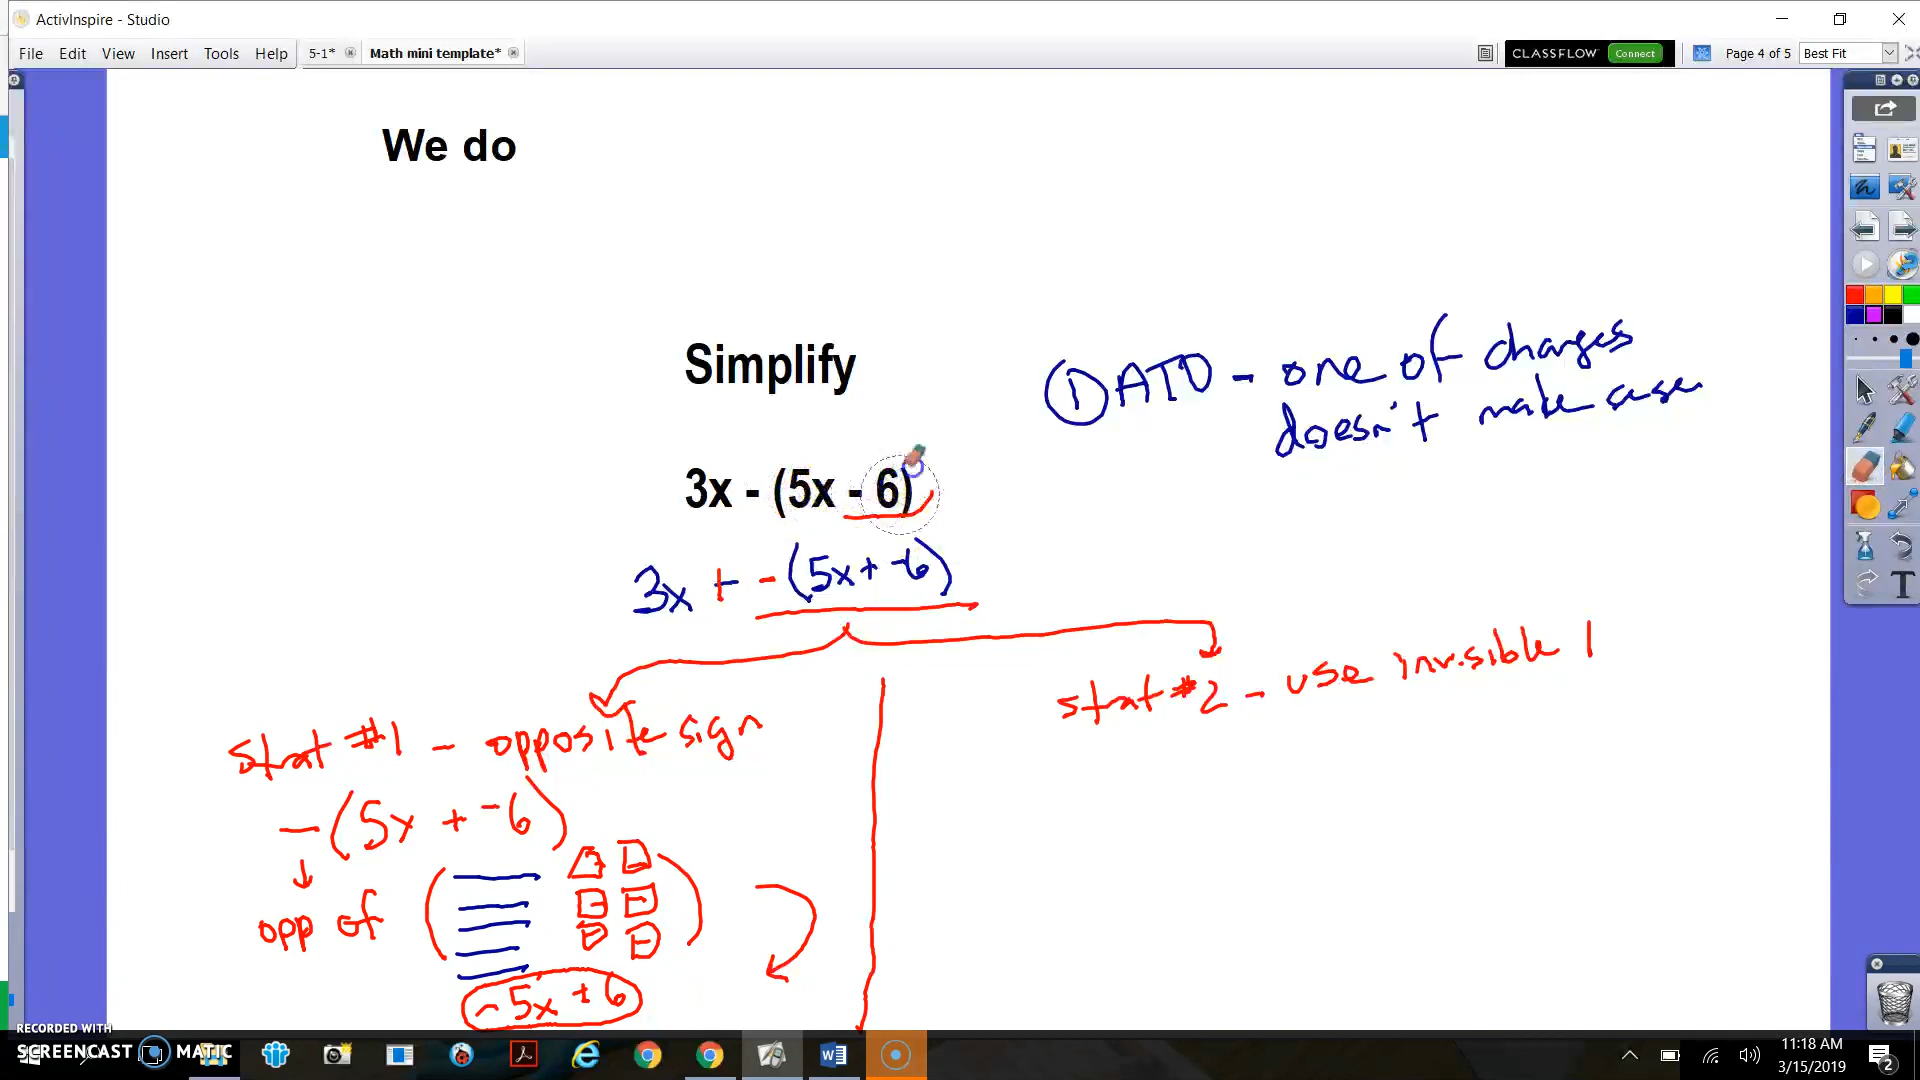 ActivInspire - Studio
File Edit View Insert Tools Help 5-1* Math mini template* CLASSFLOW Connect Page 4 of 5 Best Fit
We do
Simplify
① ATO - one of changes
doesn't make sense
3x - (5x - 6)
3x + - (5x + -6)
strat #2 - use invisible 1
strat #1 - opposite sign
- (5x + -6)
opp of
- 5x + 6
RECORDED WITH
SCREENCAST MATIC
11:18 AM
3/15/2019
2